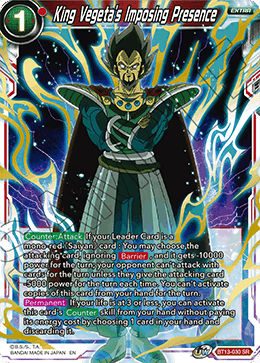 1
King Vegeta's Imposing Presence
EXTRA
Counter:Attack If your Leader Card is a
mono-red «Saiyan» card : You may choose the
attacking card, ignoring Barrier, and it gets -10000
power for the turn; your opponent can't attack with
cards for the turn unless they give the attacking card
-5000 power for the turn each time. You can't activate
copies of this card from your hand for the turn.
Permanent If your life is at 3 or less, you can activate
this card's Counter skill from your hand without paying
its energy cost by choosing 1 card in your hand and
discarding it.
©B.S./S., T.A.
BANDAI MADE IN JAPAN EN
BT13-030 SR